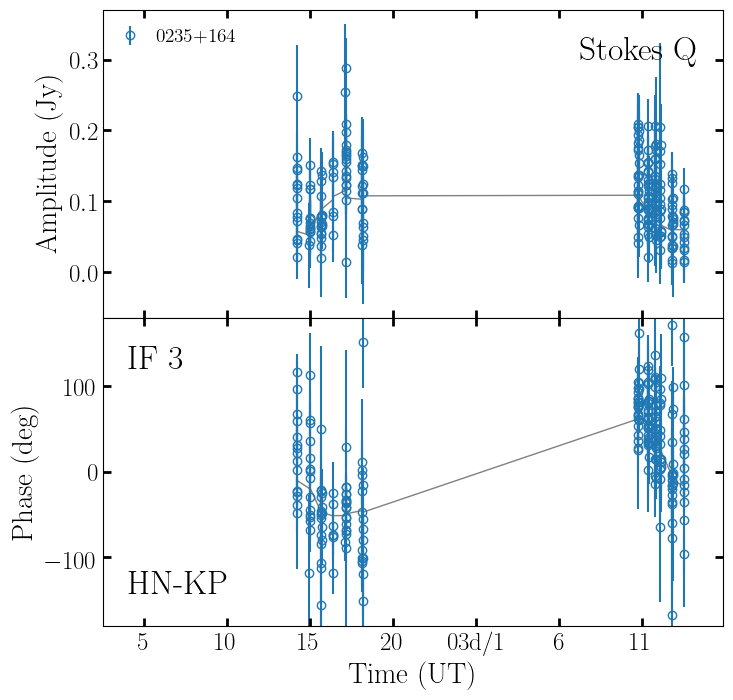 0235+164
Stokes Q
Amplitude (Jy)
0.3
0.2
0.1
0.0
IF 3
HN-KP
Phase (deg)
100
0
−100
5 10 15 20 03d/1 6 11
Time (UT)